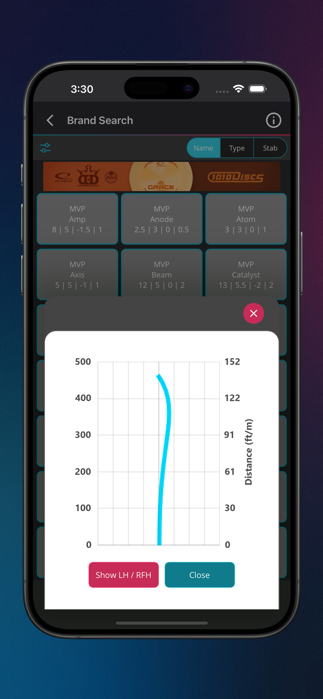 3:30
Brand Search
Name Type Stab
GRACE
1010DISCS
MVP
Amp
8 | 5 | -1.5 | 1
MVP
Anode
2.5 | 3 | 0 | 0.5
MVP
Atom
3 | 3 | 0 | 1
MVP
Axis
5 | 5 | -1 | 1
MVP
Beam
12 | 5 | 0 | 2
MVP
Catalyst
13 | 5.5 | -2 | 2
500 152
400 122
300 91
200 61
100 30
0 0
Distance (ft/m)
Show LH / RFH
Close